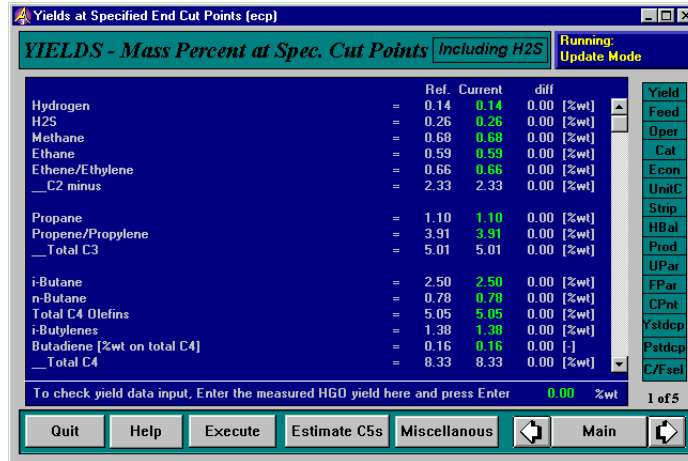 Yields at Specified End Cut Points (ecp)
YIELDS - Mass Percent at Spec. Cut Points Including H2S
Running:
Update Mode
Ref. Current diff
Hydrogen = 0.14 0.14 0.00 [%wt]
H2S = 0.26 0.26 0.00 [%wt]
Methane = 0.68 0.68 0.00 [%wt]
Ethane = 0.59 0.59 0.00 [%wt]
Ethene/Ethylene = 0.66 0.66 0.00 [%wt]
__C2 minus = 2.33 2.33 0.00 [%wt]
Propane = 1.10 1.10 0.00 [%wt]
Propene/Propylene = 3.91 3.91 0.00 [%wt]
__Total C3 = 5.01 5.01 0.00 [%wt]
i-Butane = 2.50 2.50 0.00 [%wt]
n-Butane = 0.78 0.78 0.00 [%wt]
Total C4 Olefins = 5.05 5.05 0.00 [%wt]
i-Butylenes = 1.38 1.38 0.00 [%wt]
Butadiene [%wt on total C4] = 0.16 0.16 0.00 [-]
__Total C4 = 8.33 8.33 0.00 [%wt]
To check yield data input, Enter the measured HGO yield here and press Enter 0.00 %wt
Yield
Feed
Oper
Cat
Econ
UnitC
Strip
HBal
Prod
UPar
FPar
CPnt
Ystdcp
Pstdcp
C/Fsel
1 of 5
Quit Help Execute Estimate C5s Miscellanous Main